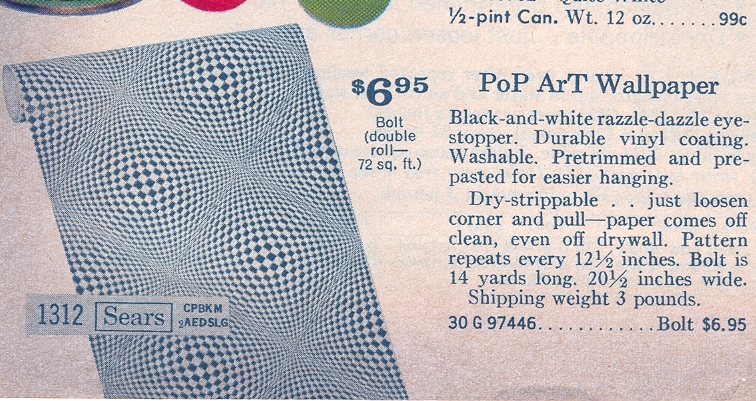 ½-pint Can. Wt. 12 oz.......99c
$6.95
Bolt
(double
roll—
72 sq. ft.)
PoP ArT Wallpaper
Black-and-white razzle-dazzle eye-
stopper. Durable vinyl coating.
Washable. Pretrimmed and pre-
pasted for easier hanging.
Dry-strippable . . just loosen
corner and pull—paper comes off
clean, even off drywall. Pattern
repeats every 12½ inches. Bolt is
14 yards long. 20½ inches wide.
Shipping weight 3 pounds.
30 G 97446............Bolt $6.95
1312 Sears CPBKM
2AEDSLG